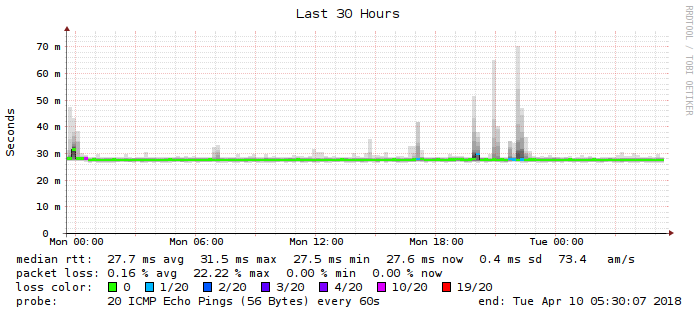 Last 30 Hours
RRDTOOL / TOBI OETIKER
Seconds
70 m
60 m
50 m
40 m
30 m
20 m
10 m
0
Mon 00:00 Mon 06:00 Mon 12:00 Mon 18:00 Tue 00:00
median rtt: 27.7 ms avg 31.5 ms max 27.5 ms min 27.6 ms now 0.4 ms sd 73.4 am/s
packet loss: 0.16 % avg 22.22 % max 0.00 % min 0.00 % now
loss color: 0 1/20 2/20 3/20 4/20 10/20 19/20
probe: 20 ICMP Echo Pings (56 Bytes) every 60s end: Tue Apr 10 05:30:07 2018